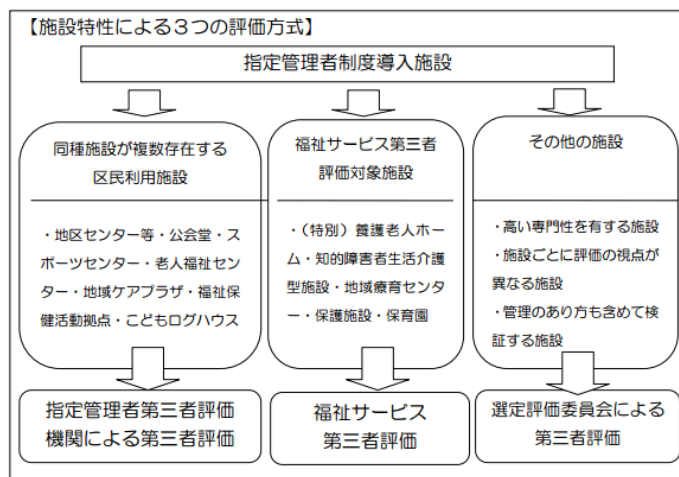 【施設特性による３つの評価方式】
指定管理者制度導入施設
同種施設が複数存在する
区民利用施設
・地区センター等・公会堂・ス
ポーツセンター・老人福祉セン
ター・地域ケアプラザ・福祉保
健活動拠点・こどもログハウス
指定管理者第三者評価
機関による第三者評価
福祉サービス第三者
評価対象施設
・（特別）養護老人ホー
ム・知的障害者生活介護
型施設・地域療育センタ
ー・保護施設・保育園
福祉サービス
第三者評価
その他の施設
・高い専門性を有する施設
・施設ごとに評価の視点が
異なる施設
・管理のあり方も含めて検
証する施設
選定評価委員会による
第三者評価